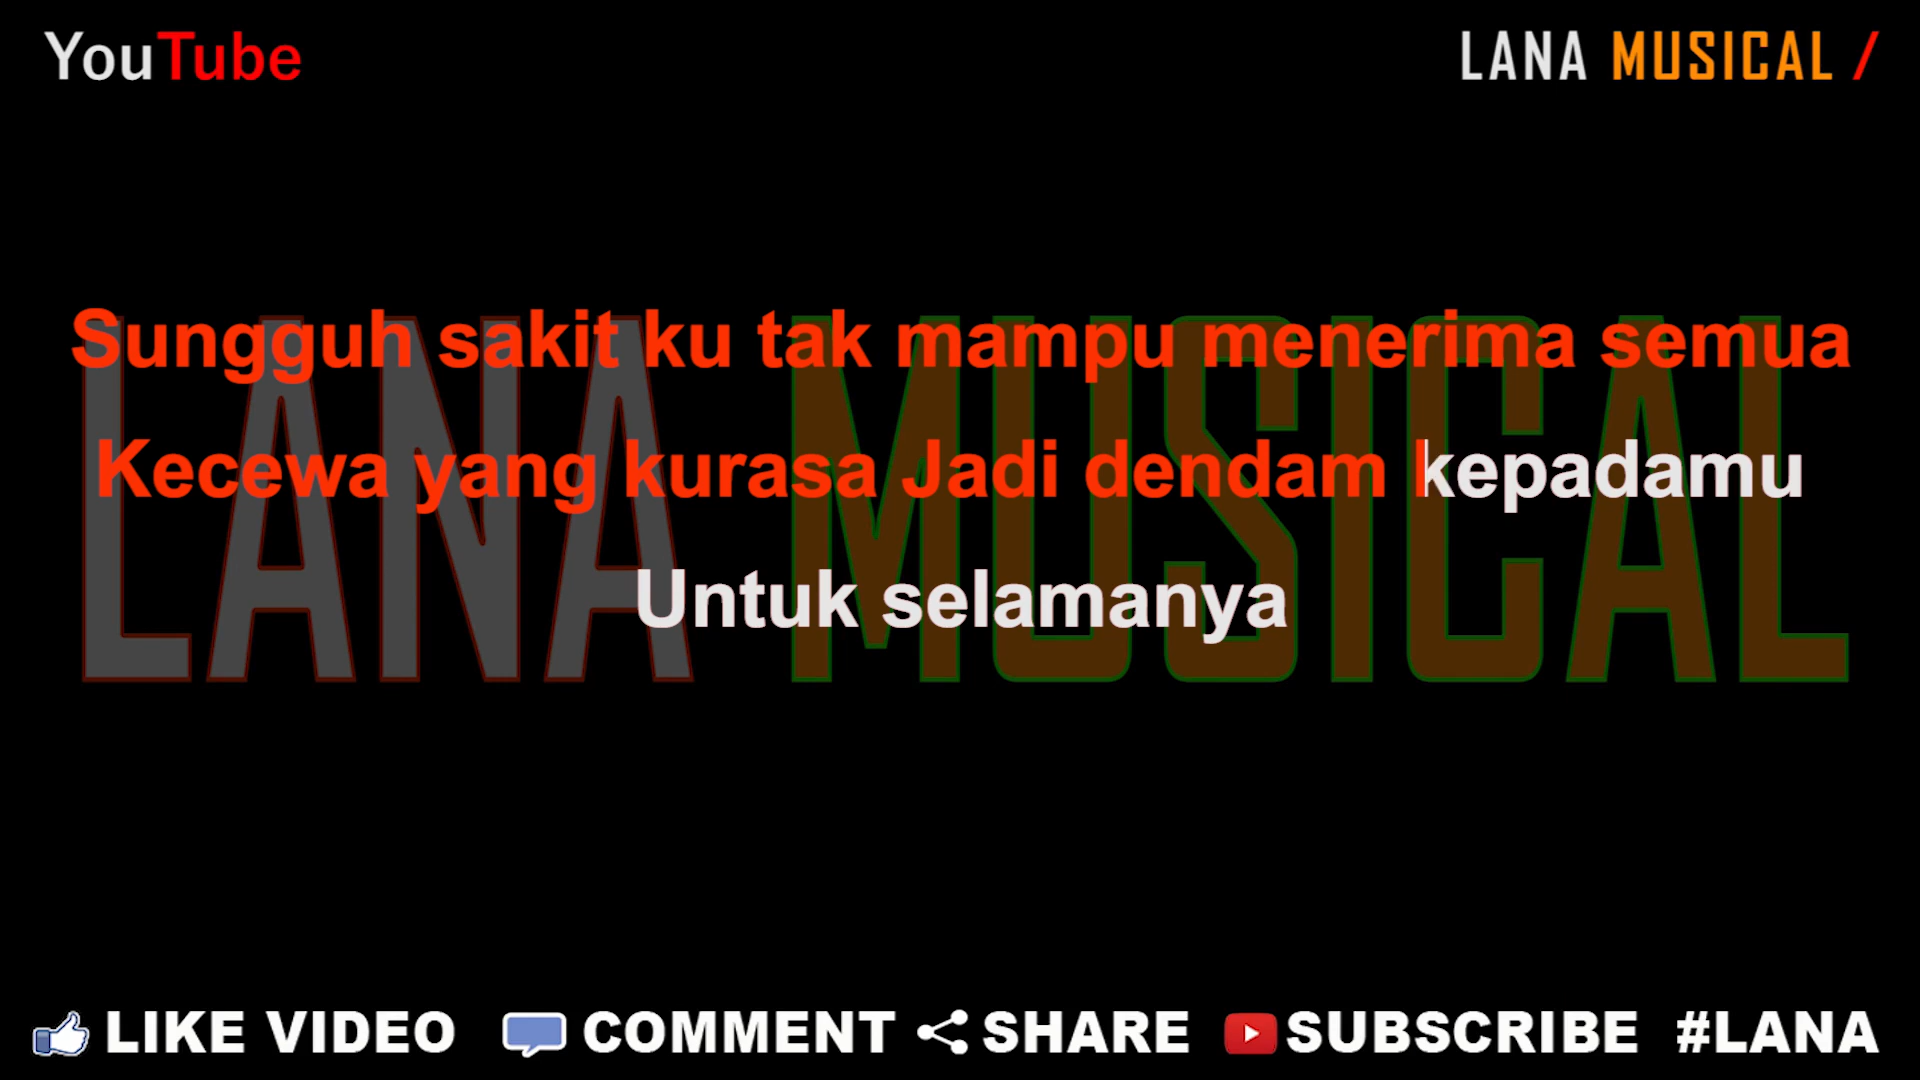 YouTube
LANA MUSICAL /
LANA MUSICAL
Sungguh sakit ku tak mampu menerima semua
Kecewa yang kurasa Jadi dendam kepadamu
Untuk selamanya
LIKE VIDEO COMMENT SHARE SUBSCRIBE #LANA